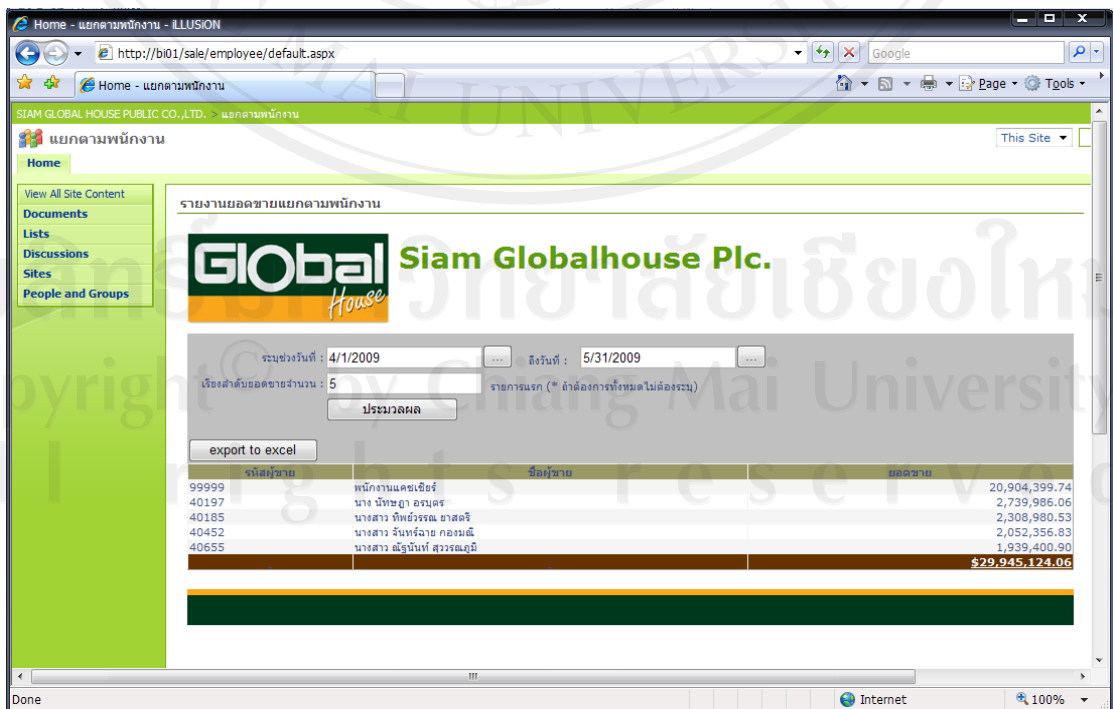 Home - แยกตามพนักงาน - iLLUSiON
http://bi01/sale/employee/default.aspx
Google
Home - แยกตามพนักงาน
Page
Tools
SIAM GLOBAL HOUSE PUBLIC CO.,LTD. > แยกตามพนักงาน
แยกตามพนักงาน
This Site
Home
View All Site Content
Documents
Lists
Discussions
Sites
People and Groups
รายงานยอดขายแยกตามพนักงาน
Global House
Siam Globalhouse Plc.
ระบุช่วงวันที่ : 4/1/2009 ... ถึงวันที่ : 5/31/2009 ...
เรียงลำดับยอดขายจำนวน : 5 รายการแรก (* ถ้าต้องการทั้งหมดไม่ต้องระบุ)
ประมวลผล
export to excel
รหัสผู้ขาย ชื่อผู้ขาย ยอดขาย
99999 พนักงานแคชเชียร์ 20,904,399.74
40197 นาง นัทษฎา อรบุตร 2,739,986.06
40185 นางสาว ทิพย์วรรณ ยาสตรี 2,308,980.53
40452 นางสาว จันทร์ฉาย กองมณี 2,052,356.83
40655 นางสาว ณัฐนันท์ สุวรรณภูมิ 1,939,400.90
$29,945,124.06
Done
Internet
100%